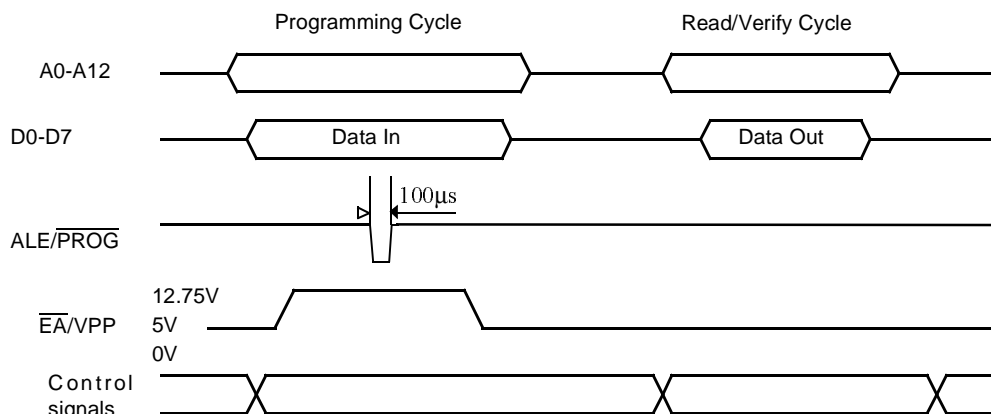 Programming Cycle Read/Verify Cycle
A0-A12
D0-D7 Data In Data Out
100μs
ALE/PROG
12.75V
EA/VPP 5V
0V
Control
signals